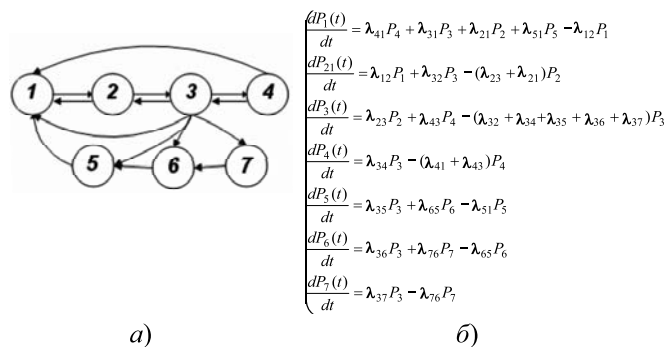 1 2 3 4
5 6 7
dP₁(t)/dt = λ₄₁P₄ + λ₃₁P₃ + λ₂₁P₂ + λ₅₁P₅ − λ₁₂P₁
dP₂₁(t)/dt = λ₁₂P₁ + λ₃₂P₃ − (λ₂₃ + λ₂₁)P₂
dP₃(t)/dt = λ₂₃P₂ + λ₄₃P₄ − (λ₃₂ + λ₃₄ + λ₃₅ + λ₃₆ + λ₃₇)P₃
dP₄(t)/dt = λ₃₄P₃ − (λ₄₁ + λ₄₃)P₄
dP₅(t)/dt = λ₃₅P₃ + λ₆₅P₆ − λ₅₁P₅
dP₆(t)/dt = λ₃₆P₃ + λ₇₆P₇ − λ₆₅P₆
dP₇(t)/dt = λ₃₇P₃ − λ₇₆P₇
а) б)